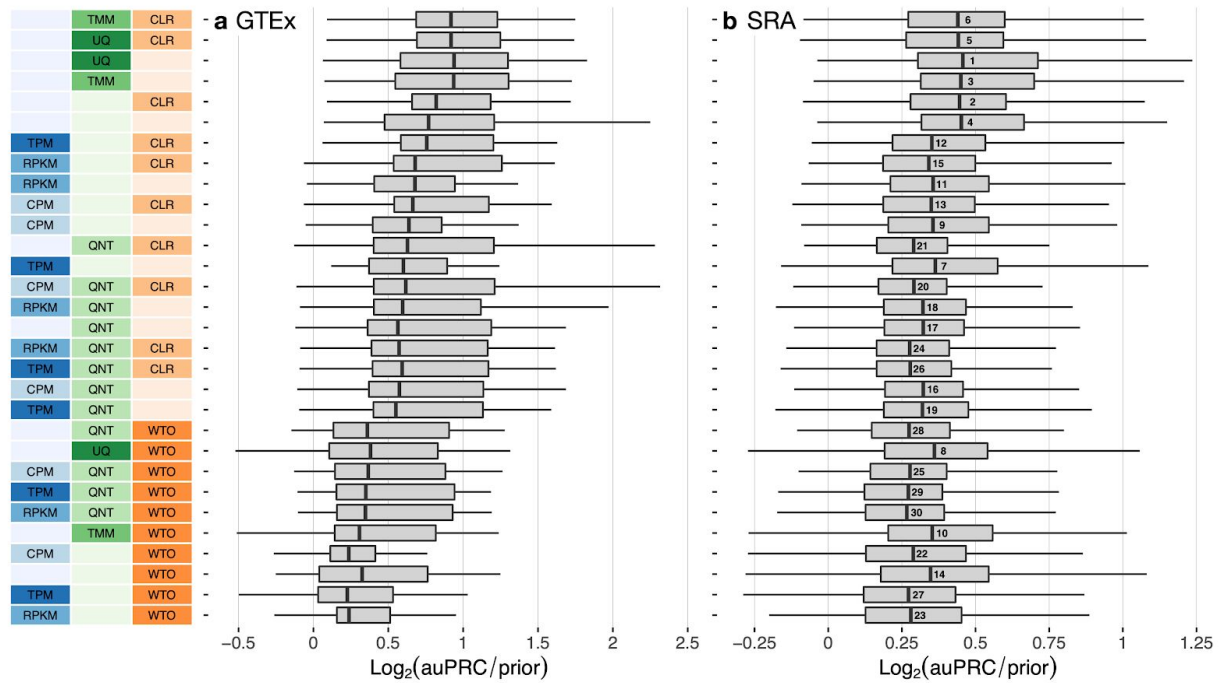 a GTEx
b SRA
TMM CLR 6
UQ CLR 5
UQ 1
TMM 3
CLR 2
4
TPM CLR 12
RPKM CLR 15
RPKM 11
CPM CLR 13
CPM 9
QNT CLR 21
TPM 7
CPM QNT CLR 20
RPKM QNT 18
QNT 17
RPKM QNT CLR 24
TPM QNT CLR 26
CPM QNT 16
TPM QNT 19
QNT WTO 28
UQ WTO 8
CPM QNT WTO 25
TPM QNT WTO 29
RPKM QNT WTO 30
TMM WTO 10
CPM WTO 22
WTO 14
TPM WTO 27
RPKM WTO 23
−0.5 0 0.5 1 1.5 2 2.5
−0.25 0 0.25 0.5 0.75 1 1.25
Log₂(auPRC/prior)
Log₂(auPRC/prior)